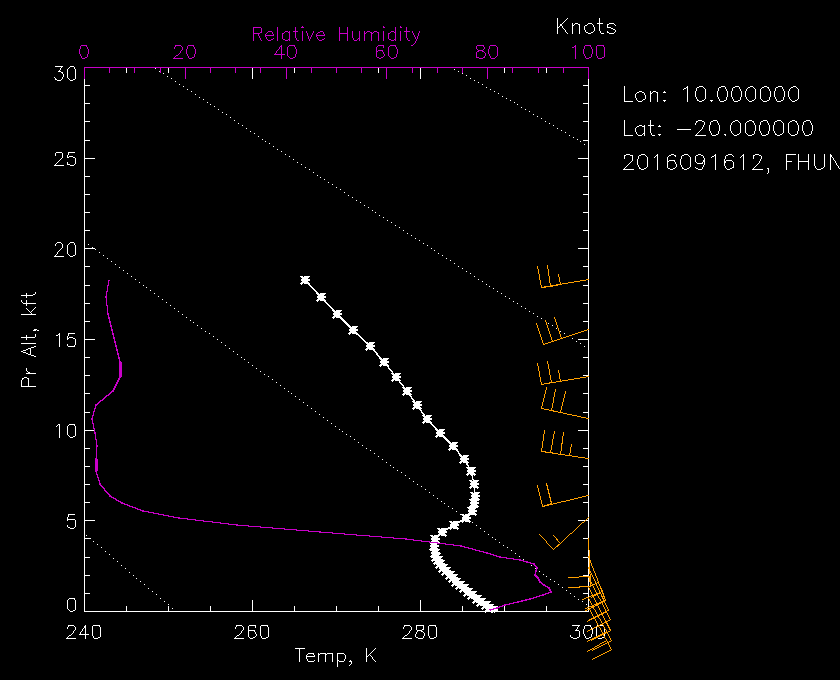 Knots
Relative Humidity
0 20 40 60 80 100
Lon: 10.000000
Lat: −20.000000
2016091612, FHUN
30
25
20
15
10
5
0
Pr Alt, kft
240 260 280 300
Temp, K